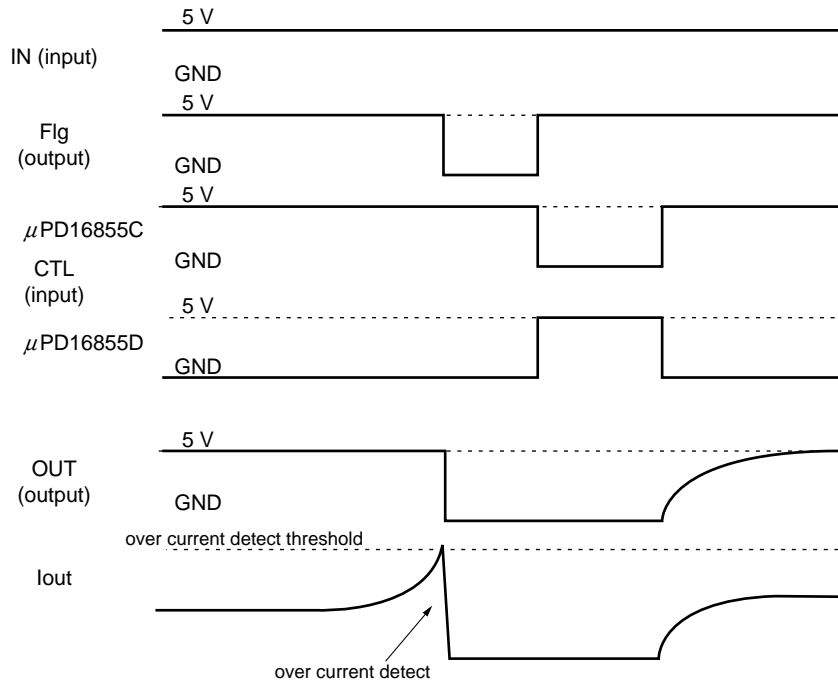 5 V
IN (input)
GND
5 V
Flg
(output)
GND
5 V
μPD16855C
GND
CTL
(input)
5 V
μPD16855D
GND
5 V
OUT
(output)
GND
over current detect threshold
Iout
over current detect